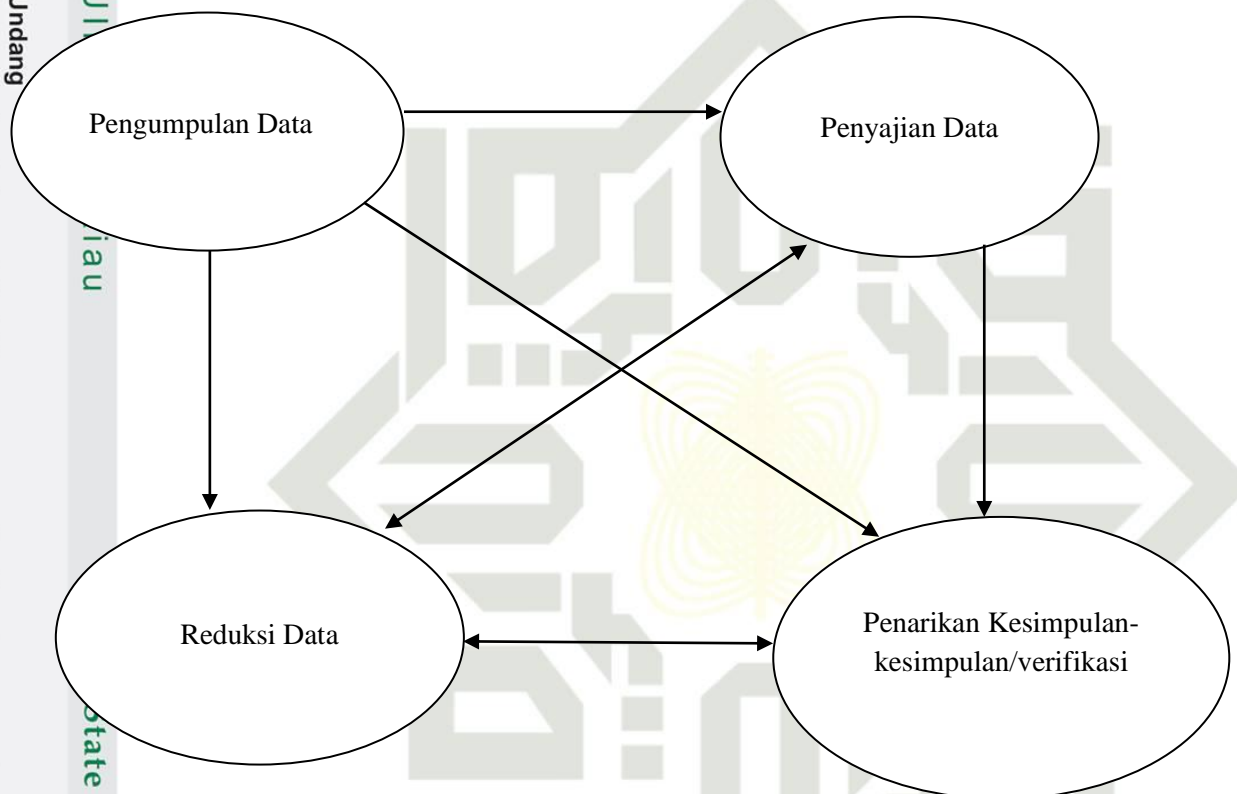 Undang
Pengumpulan Data
Penyajian Data
iau
Reduksi Data
Penarikan Kesimpulan-
kesimpulan/verifikasi
State